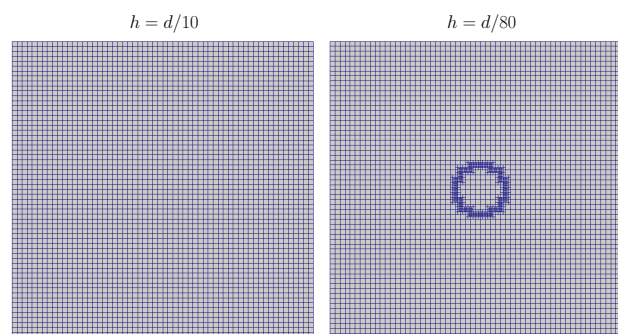 h = d/10
h = d/80